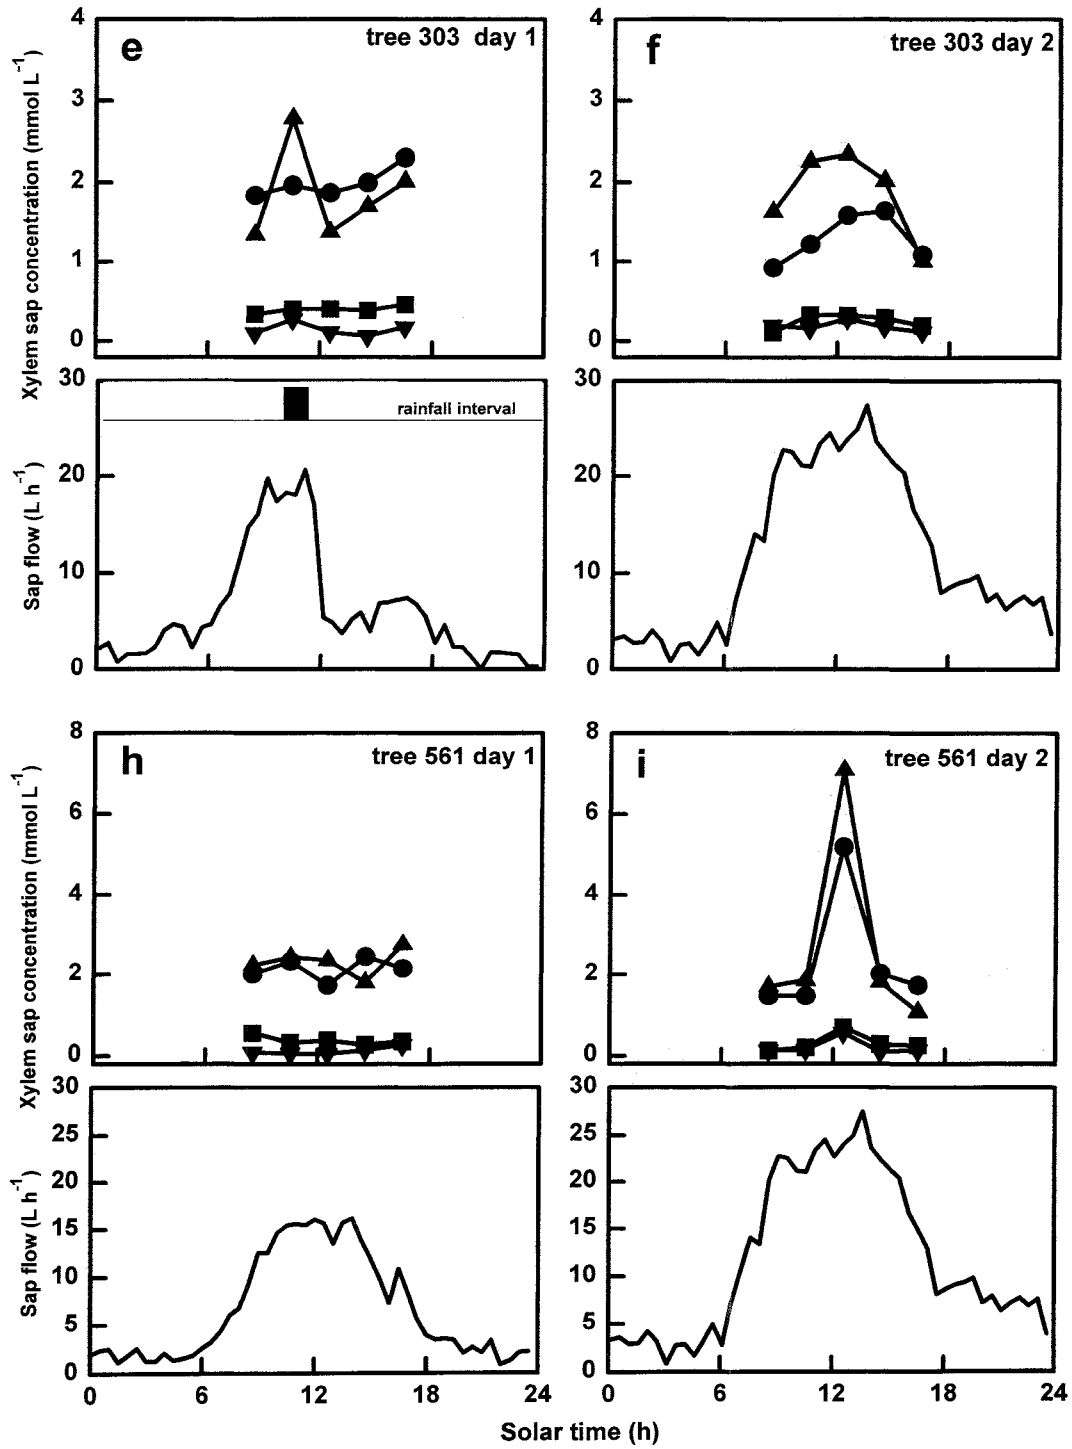 e
tree 303 day 1
f
tree 303 day 2
Xylem sap concentration (mmol L⁻¹)
4
3
2
1
0
4
3
2
1
0
rainfall interval
Sap flow (L h⁻¹)
30
20
10
0
30
20
10
0
h
tree 561 day 1
i
tree 561 day 2
Xylem sap concentration (mmol L⁻¹)
8
6
4
2
0
8
6
4
2
0
Sap flow (L h⁻¹)
30
25
20
15
10
5
0
30
25
20
15
10
5
0
0 6 12 18 24
0 6 12 18 24
Solar time (h)